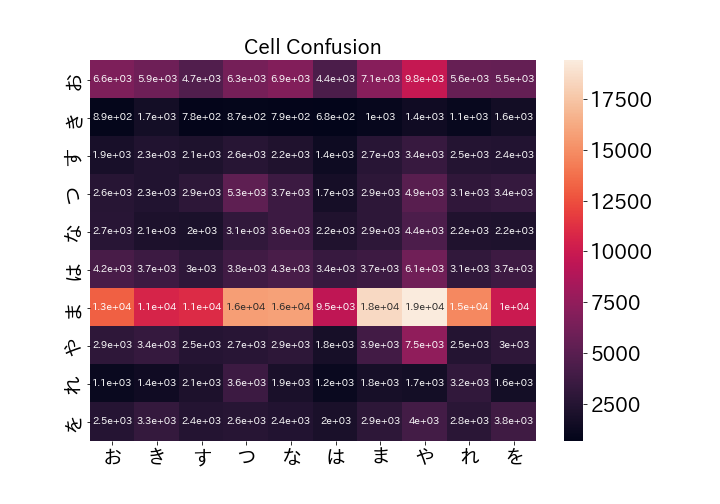 Cell Confusion
お 6.6e+03 5.9e+03 4.7e+03 6.3e+03 6.9e+03 4.4e+03 7.1e+03 9.8e+03 5.6e+03 5.5e+03
き 8.9e+02 1.7e+03 7.8e+02 8.7e+02 7.9e+02 6.8e+02 1e+03 1.4e+03 1.1e+03 1.6e+03
す 1.9e+03 2.3e+03 2.1e+03 2.6e+03 2.2e+03 1.4e+03 2.7e+03 3.4e+03 2.5e+03 2.4e+03
つ 2.6e+03 2.3e+03 2.9e+03 5.3e+03 3.7e+03 1.7e+03 2.9e+03 4.9e+03 3.1e+03 3.4e+03
な 2.7e+03 2.1e+03 2e+03 3.1e+03 3.6e+03 2.2e+03 2.9e+03 4.4e+03 2.2e+03 2.2e+03
は 4.2e+03 3.7e+03 3e+03 3.8e+03 4.3e+03 3.4e+03 3.7e+03 6.1e+03 3.1e+03 3.7e+03
ま 1.3e+04 1.1e+04 1.1e+04 1.6e+04 1.6e+04 9.5e+03 1.8e+04 1.9e+04 1.5e+04 1e+04
や 2.9e+03 3.4e+03 2.5e+03 2.7e+03 2.9e+03 1.8e+03 3.9e+03 7.5e+03 2.5e+03 3e+03
れ 1.1e+03 1.4e+03 2.1e+03 3.6e+03 1.9e+03 1.2e+03 1.8e+03 1.7e+03 3.2e+03 1.6e+03
を 2.5e+03 3.3e+03 2.4e+03 2.6e+03 2.4e+03 2e+03 2.9e+03 4e+03 2.8e+03 3.8e+03
お き す つ な は ま や れ を
17500
15000
12500
10000
7500
5000
2500